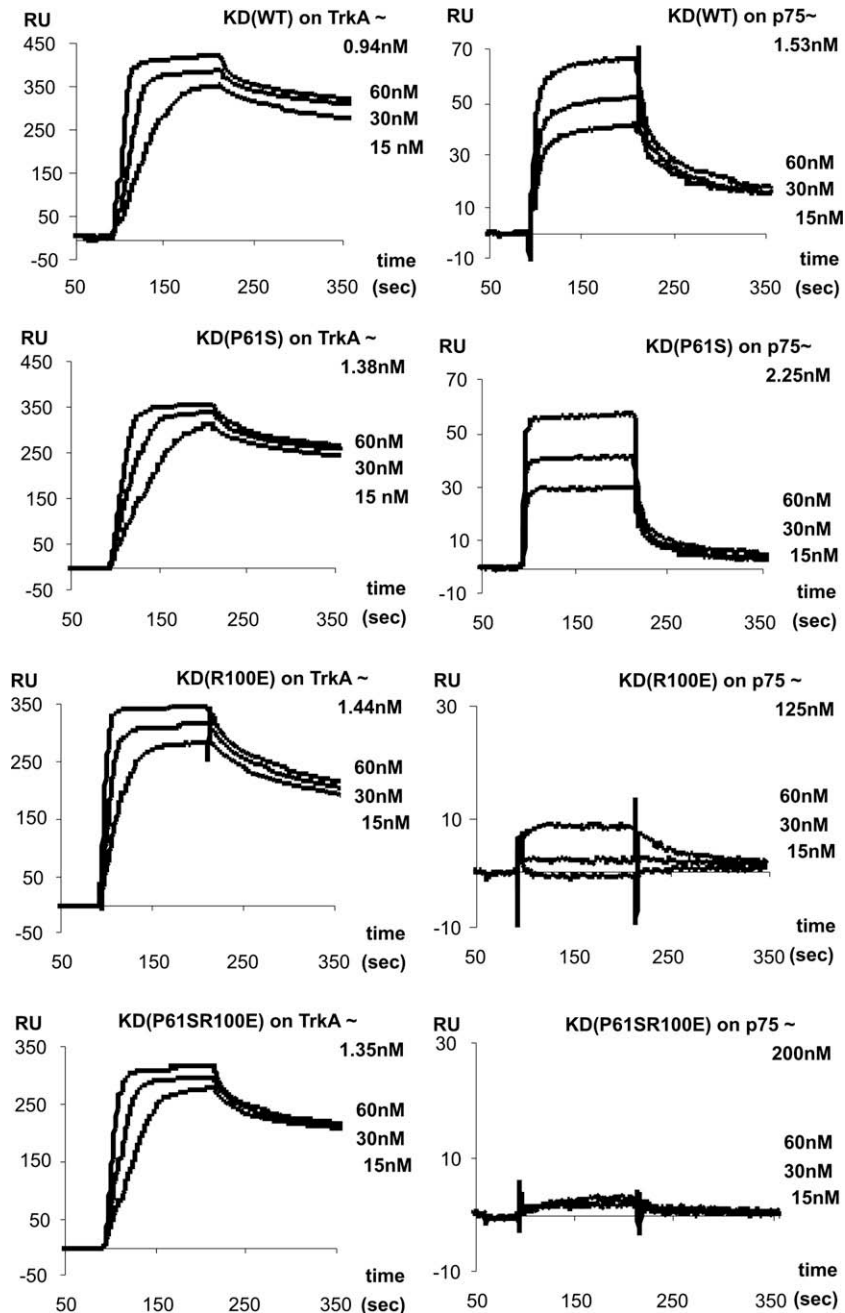 RU
KD(WT) on TrkA ~
0.94nM
450
350
250
150
50
-50
60nM
30nM
15 nM
time
(sec)
50 150 250 350
RU
KD(WT) on p75~
1.53nM
70
50
30
10
-10
60nM
30nM
15nM
time
50 150 250 350 (sec)
RU
KD(P61S) on TrkA ~
1.38nM
450
350
250
150
50
-50
60nM
30nM
15 nM
time
(sec)
50 150 250 350
RU
KD(P61S) on p75~
2.25nM
70
50
30
10
-10
60nM
30nM
15nM
time
(sec)
50 150 250 350
RU
KD(R100E) on TrkA ~
1.44nM
350
250
150
50
-50
60nM
30nM
15nM
time
50 150 250 350 (sec)
RU
KD(R100E) on p75 ~
125nM
30
10
-10
60nM
30nM
15nM
time
50 150 250 350 (sec)
RU
KD(P61SR100E) on TrkA ~
1.35nM
350
250
150
50
-50
60nM
30nM
15nM
time
(sec)
50 150 250 350
RU
KD(P61SR100E) on p75 ~
200nM
30
10
-10
60nM
30nM
15nM
time
(sec)
50 150 250 350